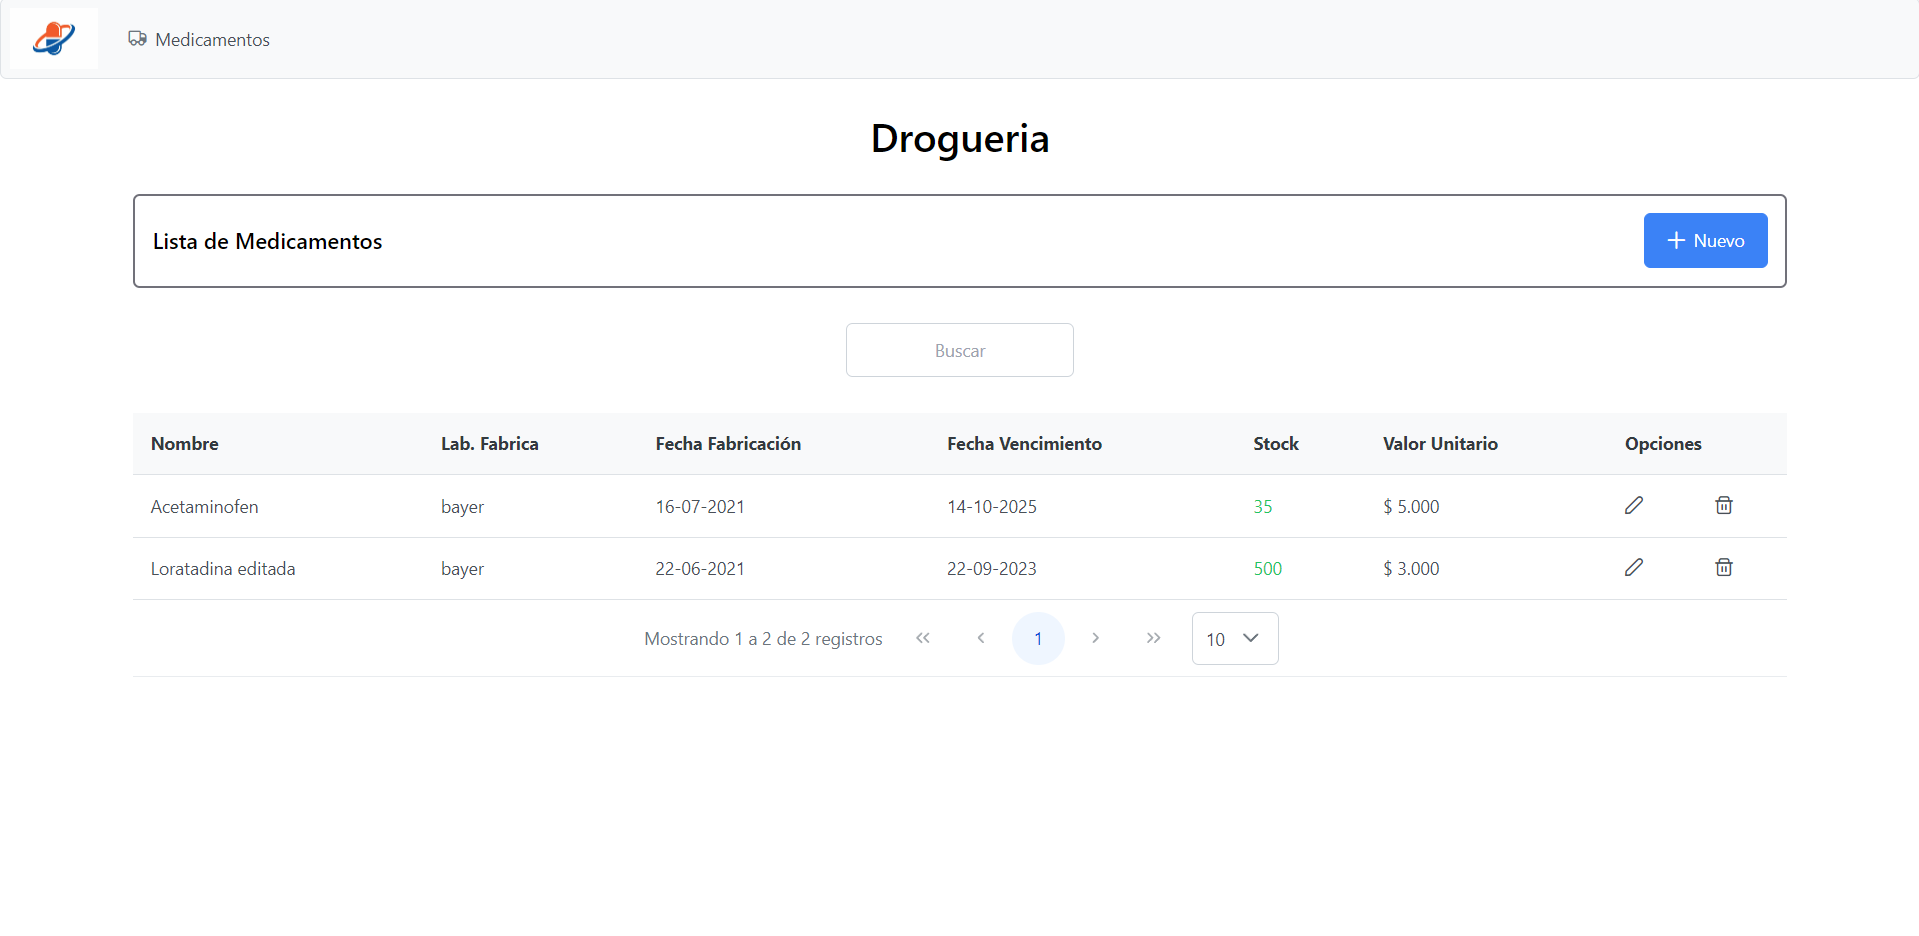 Medicamentos
Drogueria
Lista de Medicamentos
Nuevo
Buscar
Nombre Lab. Fabrica Fecha Fabricación Fecha Vencimiento Stock Valor Unitario Opciones
Acetaminofen bayer 16-07-2021 14-10-2025 35 $ 5.000
Loratadina editada bayer 22-06-2021 22-09-2023 500 $ 3.000
Mostrando 1 a 2 de 2 registros 1 10